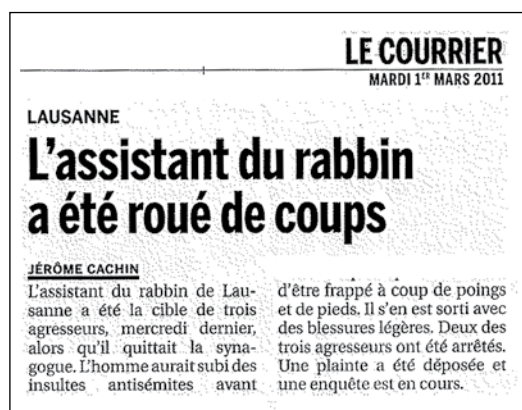 LE COURRIER
MARDI 1ER MARS 2011
LAUSANNE
L'assistant du rabbin
a été roué de coups
JÉRÔME CACHIN
L'assistant du rabbin de Lau-
sanne a été la cible de trois
agresseurs, mercredi dernier,
alors qu'il quittait la syna-
gogue. L'homme aurait subi des
insultes antisémites avant
d'être frappé à coup de poings
et de pieds. Il s'en est sorti avec
des blessures légères. Deux des
trois agresseurs ont été arrêtés.
Une plainte a été déposée et
une enquête est en cours.